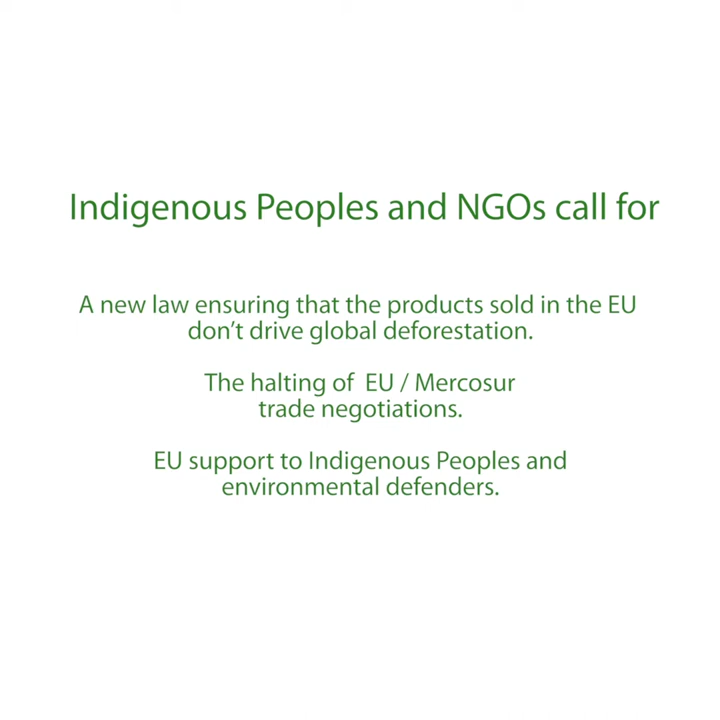 Indigenous Peoples and NGOs call for
A new law ensuring that the products sold in the EU
don't drive global deforestation.
The halting of  EU / Mercosur
trade negotiations.
EU support to Indigenous Peoples and
environmental defenders.